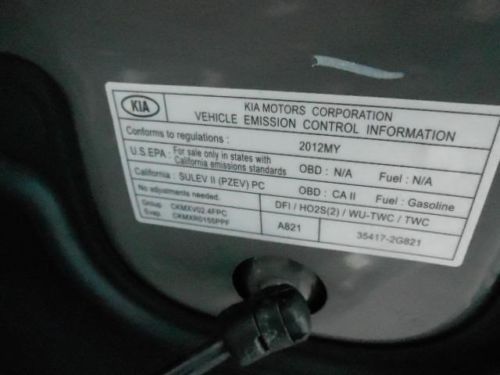 KIA
KIA MOTORS CORPORATION
VEHICLE EMISSION CONTROL INFORMATION
Conforms to regulations : 2012MY
U.S.EPA : For sale only in states with California emissions standards OBD : N/A Fuel : N/A
California : SULEV II (PZEV) PC OBD : CA II Fuel : Gasoline
No adjustments needed.
Group CKMXV02.4FPC DFI / HO2S(2) / WU-TWC / TWC
Evap. CKMXR0155PPF A821 35417-2G821